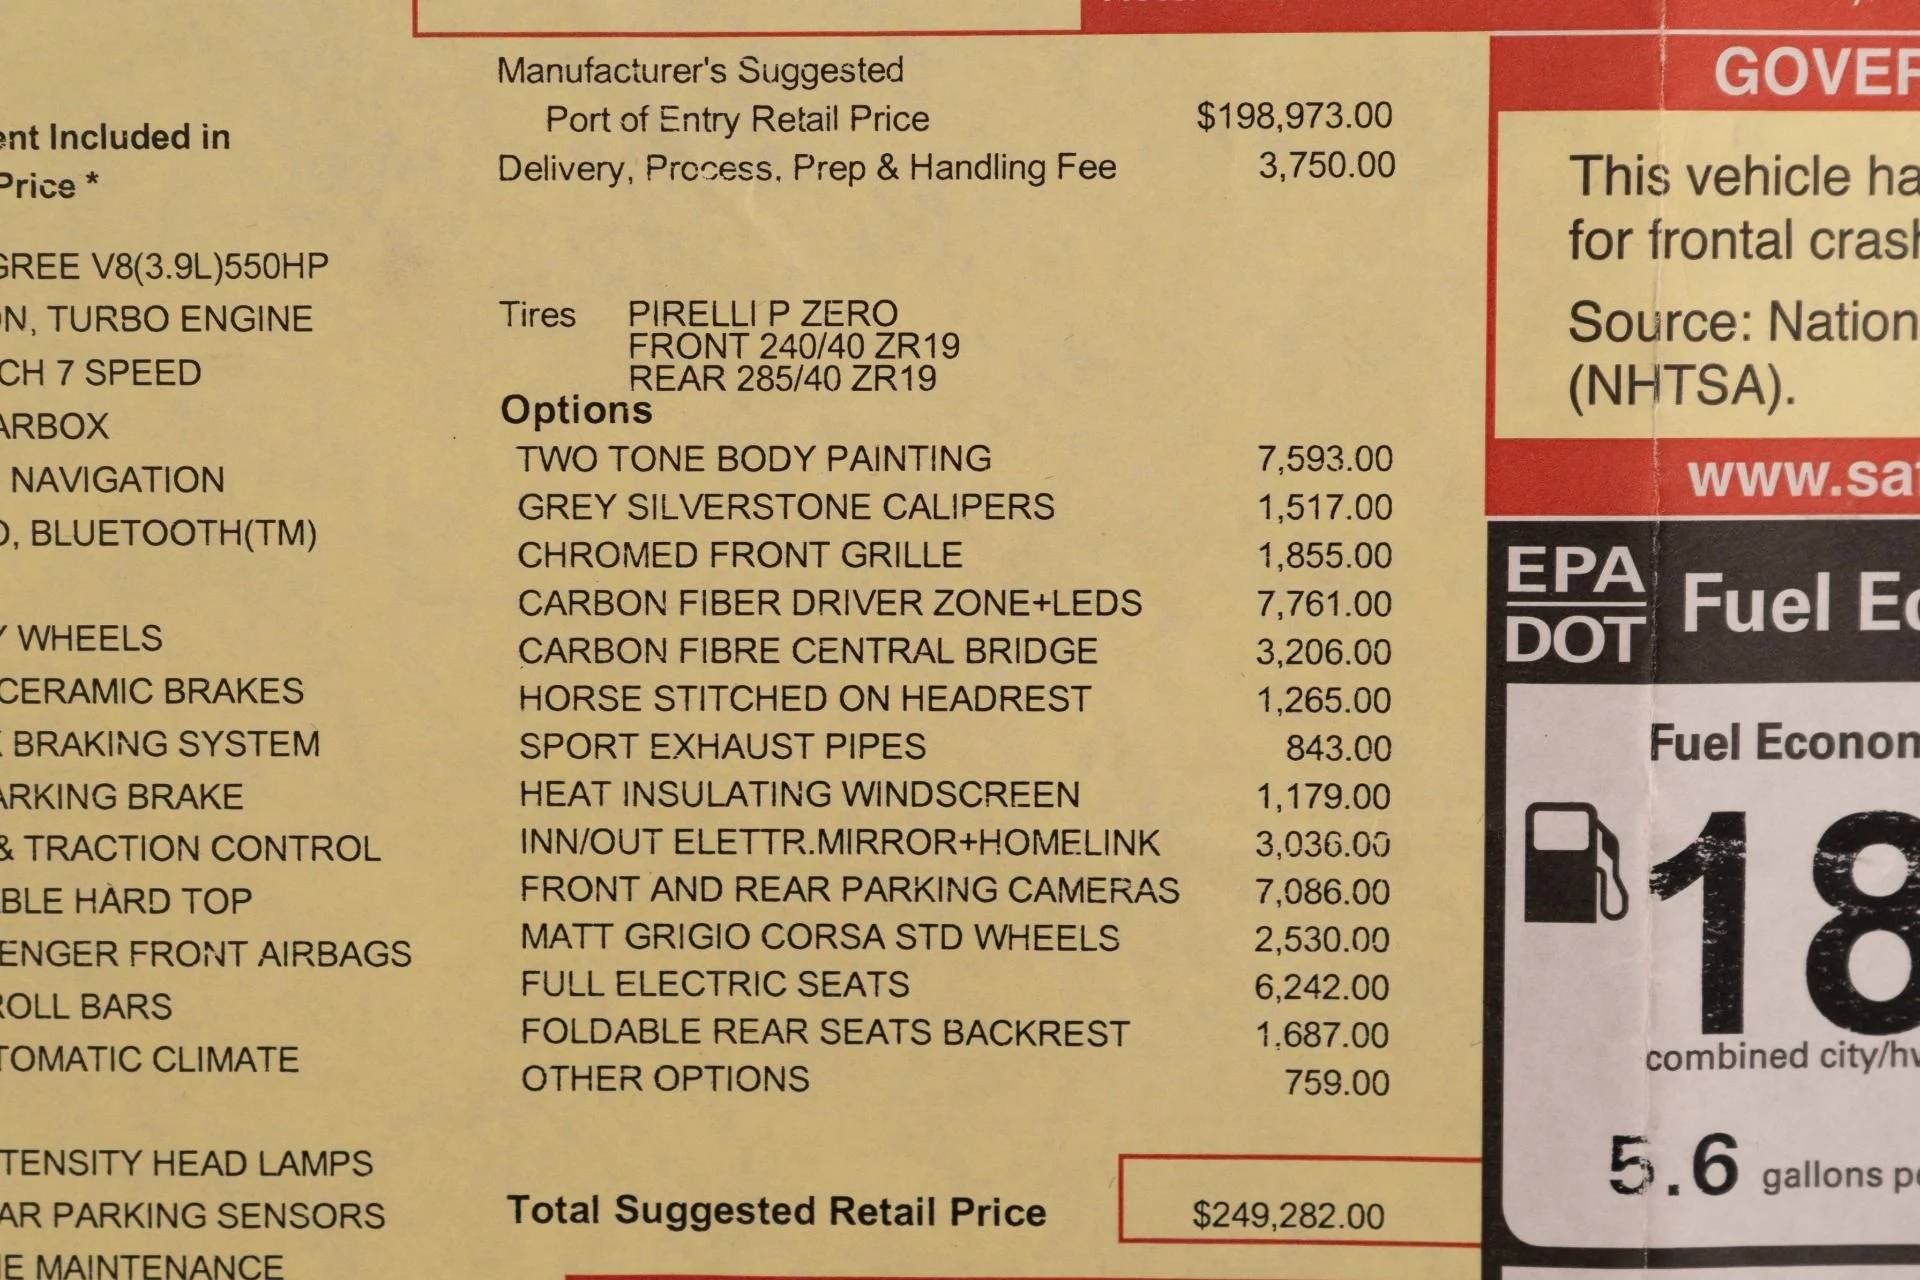 ent Included in
Price *
GREE V8(3.9L)550HP
ON, TURBO ENGINE
CH 7 SPEED
ARBOX
NAVIGATION
O, BLUETOOTH(TM)
Y WHEELS
CERAMIC BRAKES
K BRAKING SYSTEM
ARKING BRAKE
& TRACTION CONTROL
BLE HARD TOP
ENGER FRONT AIRBAGS
ROLL BARS
TOMATIC CLIMATE
TENSITY HEAD LAMPS
AR PARKING SENSORS
E MAINTENANCE
Manufacturer's Suggested
Port of Entry Retail Price $198,973.00
Delivery, Process, Prep & Handling Fee 3,750.00
Tires PIRELLI P ZERO
FRONT 240/40 ZR19
REAR 285/40 ZR19
Options
TWO TONE BODY PAINTING 7,593.00
GREY SILVERSTONE CALIPERS 1,517.00
CHROMED FRONT GRILLE 1,855.00
CARBON FIBER DRIVER ZONE+LEDS 7,761.00
CARBON FIBRE CENTRAL BRIDGE 3,206.00
HORSE STITCHED ON HEADREST 1,265.00
SPORT EXHAUST PIPES 843.00
HEAT INSULATING WINDSCREEN 1,179.00
INN/OUT ELETTR.MIRROR+HOMELINK 3,036.00
FRONT AND REAR PARKING CAMERAS 7,086.00
MATT GRIGIO CORSA STD WHEELS 2,530.00
FULL ELECTRIC SEATS 6,242.00
FOLDABLE REAR SEATS BACKREST 1,687.00
OTHER OPTIONS 759.00
Total Suggested Retail Price $249,282.00
GOVER
This vehicle ha
for frontal crash
Source: Nation
(NHTSA).
www.saf
EPA
DOT
Fuel Ec
Fuel Econom
18
combined city/hw
5.6 gallons pe